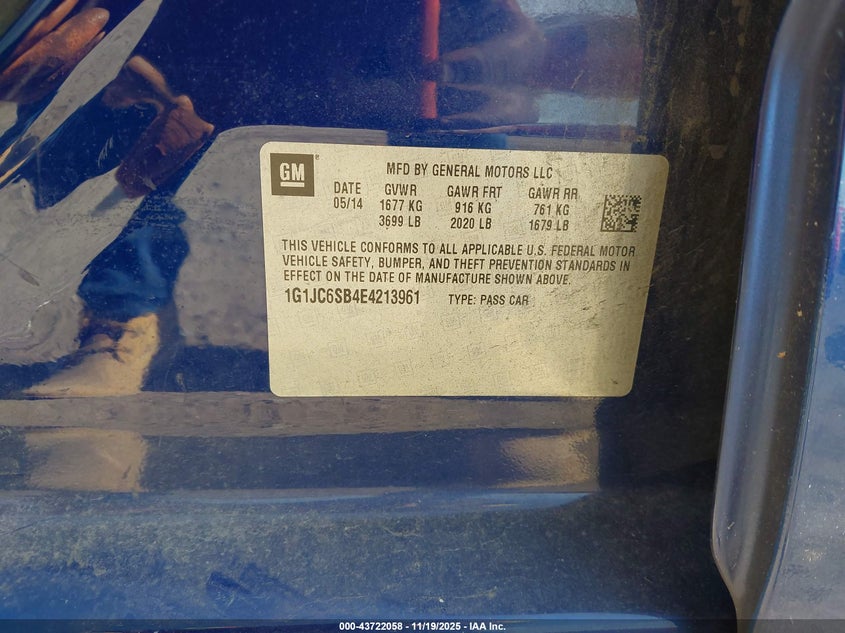 GM ®
MFD BY GENERAL MOTORS LLC
DATE GVWR GAWR FRT GAWR RR
05/14 1677 KG 916 KG 761 KG
3699 LB 2020 LB 1679 LB
THIS VEHICLE CONFORMS TO ALL APPLICABLE U.S. FEDERAL MOTOR
VEHICLE SAFETY, BUMPER, AND THEFT PREVENTION STANDARDS IN
EFFECT ON THE DATE OF MANUFACTURE SHOWN ABOVE.
1G1JC6SB4E4213961 TYPE: PASS CAR
000-43722058 - 11/19/2025 - IAA Inc.